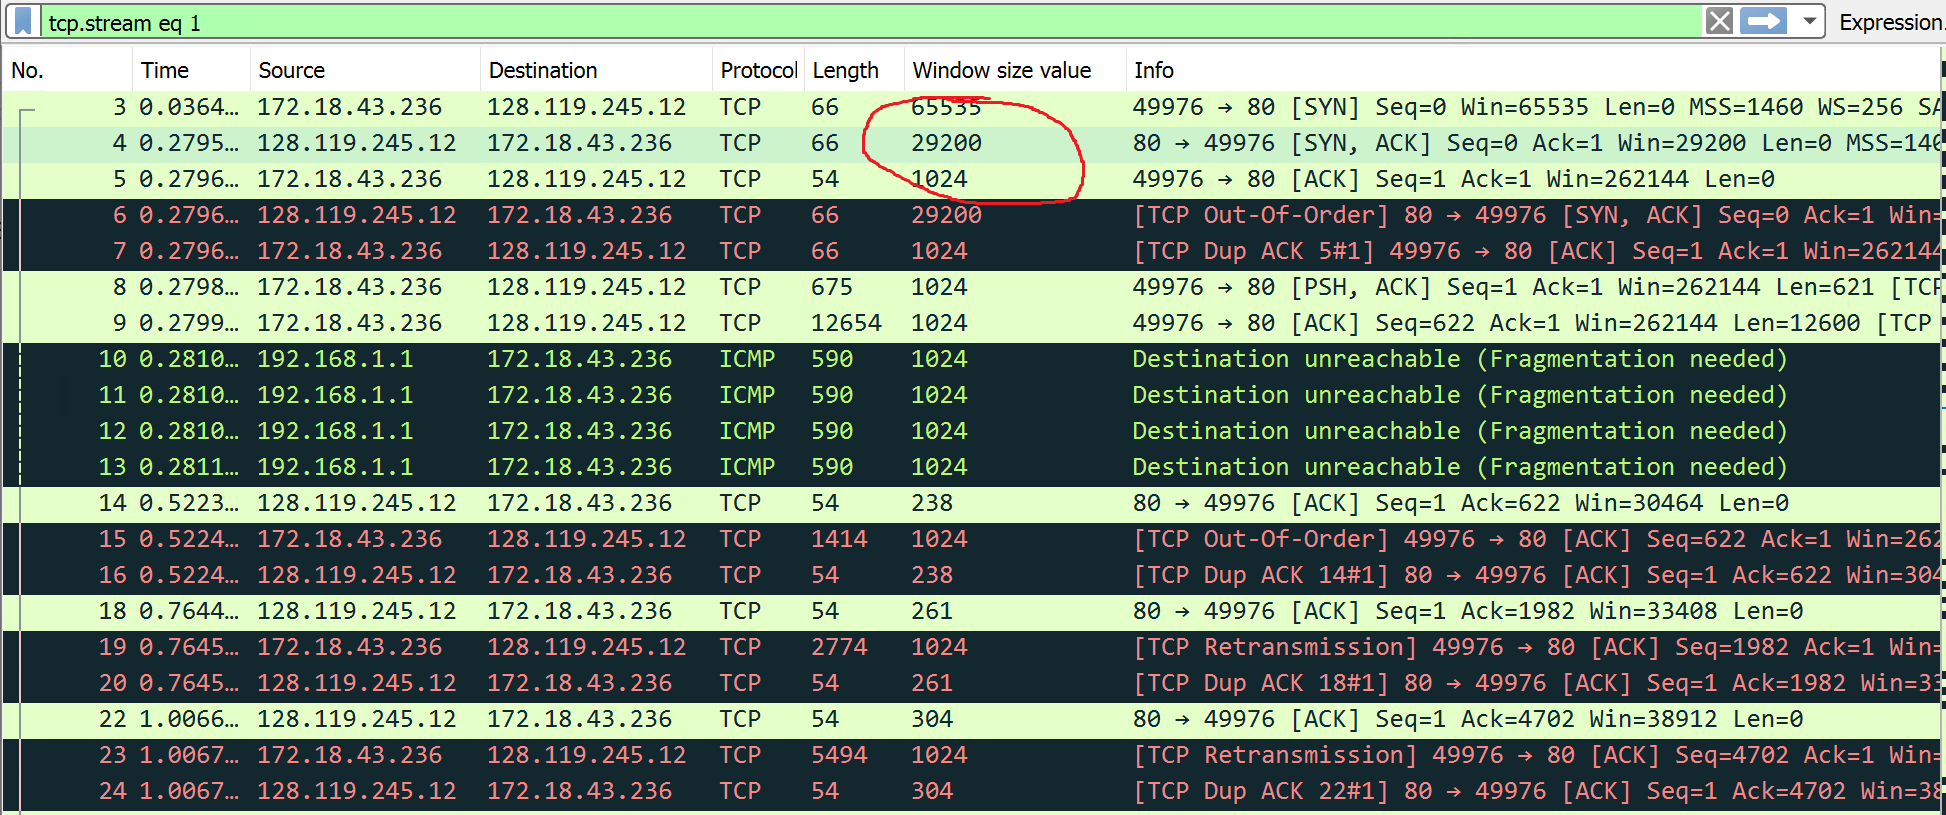 tcp.stream eq 1 Expression
No. Time Source Destination Protocol Length Window size value Info
3 0.0364… 172.18.43.236 128.119.245.12 TCP 66 65535 49976 → 80 [SYN] Seq=0 Win=65535 Len=0 MSS=1460 WS=256 SA
4 0.2795… 128.119.245.12 172.18.43.236 TCP 66 29200 80 → 49976 [SYN, ACK] Seq=0 Ack=1 Win=29200 Len=0 MSS=146
5 0.2796… 172.18.43.236 128.119.245.12 TCP 54 1024 49976 → 80 [ACK] Seq=1 Ack=1 Win=262144 Len=0
6 0.2796… 128.119.245.12 172.18.43.236 TCP 66 29200 [TCP Out-Of-Order] 80 → 49976 [SYN, ACK] Seq=0 Ack=1 Win=
7 0.2796… 172.18.43.236 128.119.245.12 TCP 66 1024 [TCP Dup ACK 5#1] 49976 → 80 [ACK] Seq=1 Ack=1 Win=262144
8 0.2798… 172.18.43.236 128.119.245.12 TCP 675 1024 49976 → 80 [PSH, ACK] Seq=1 Ack=1 Win=262144 Len=621 [TCP
9 0.2799… 172.18.43.236 128.119.245.12 TCP 12654 1024 49976 → 80 [ACK] Seq=622 Ack=1 Win=262144 Len=12600 [TCP
10 0.2810… 192.168.1.1 172.18.43.236 ICMP 590 1024 Destination unreachable (Fragmentation needed)
11 0.2810… 192.168.1.1 172.18.43.236 ICMP 590 1024 Destination unreachable (Fragmentation needed)
12 0.2810… 192.168.1.1 172.18.43.236 ICMP 590 1024 Destination unreachable (Fragmentation needed)
13 0.2811… 192.168.1.1 172.18.43.236 ICMP 590 1024 Destination unreachable (Fragmentation needed)
14 0.5223… 128.119.245.12 172.18.43.236 TCP 54 238 80 → 49976 [ACK] Seq=1 Ack=622 Win=30464 Len=0
15 0.5224… 172.18.43.236 128.119.245.12 TCP 1414 1024 [TCP Out-Of-Order] 49976 → 80 [ACK] Seq=622 Ack=1 Win=262
16 0.5224… 128.119.245.12 172.18.43.236 TCP 54 238 [TCP Dup ACK 14#1] 80 → 49976 [ACK] Seq=1 Ack=622 Win=304
18 0.7644… 128.119.245.12 172.18.43.236 TCP 54 261 80 → 49976 [ACK] Seq=1 Ack=1982 Win=33408 Len=0
19 0.7645… 172.18.43.236 128.119.245.12 TCP 2774 1024 [TCP Retransmission] 49976 → 80 [ACK] Seq=1982 Ack=1 Win=
20 0.7645… 128.119.245.12 172.18.43.236 TCP 54 261 [TCP Dup ACK 18#1] 80 → 49976 [ACK] Seq=1 Ack=1982 Win=33
22 1.0066… 128.119.245.12 172.18.43.236 TCP 54 304 80 → 49976 [ACK] Seq=1 Ack=4702 Win=38912 Len=0
23 1.0067… 172.18.43.236 128.119.245.12 TCP 5494 1024 [TCP Retransmission] 49976 → 80 [ACK] Seq=4702 Ack=1 Win=
24 1.0067… 128.119.245.12 172.18.43.236 TCP 54 304 [TCP Dup ACK 22#1] 80 → 49976 [ACK] Seq=1 Ack=4702 Win=38